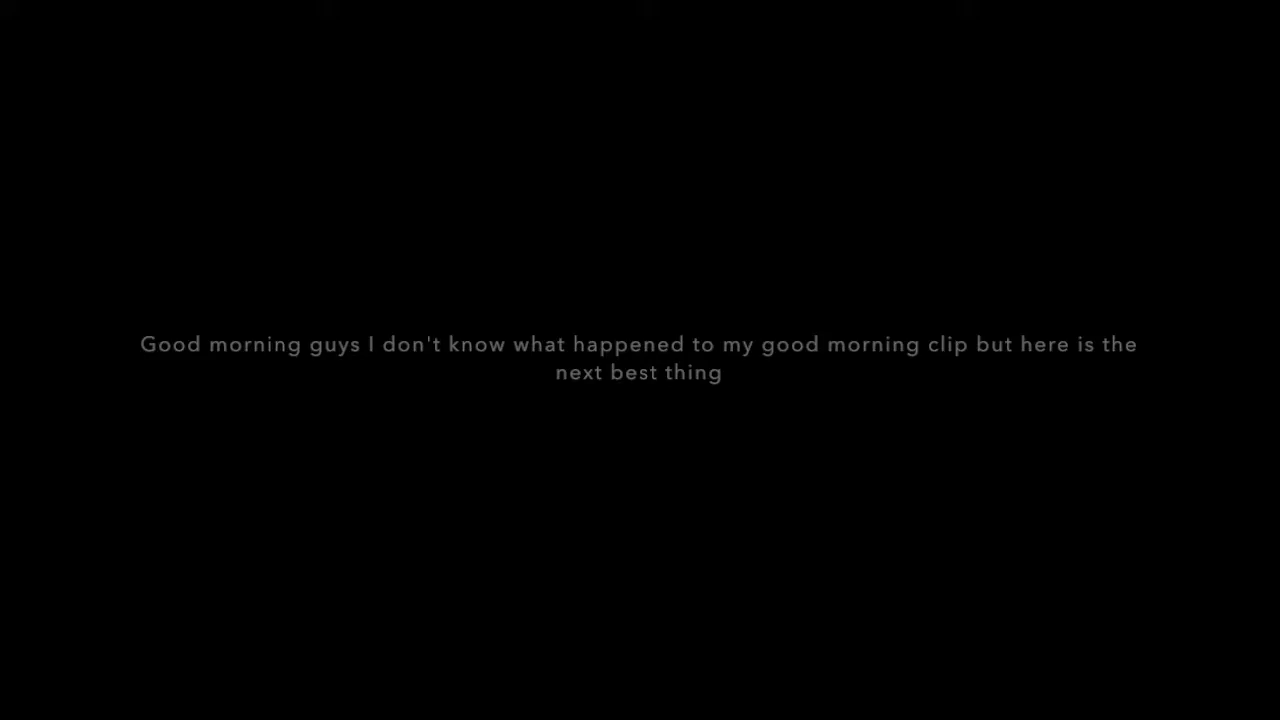 Good morning guys I don't know what happened to my good morning clip but here is the
next best thing